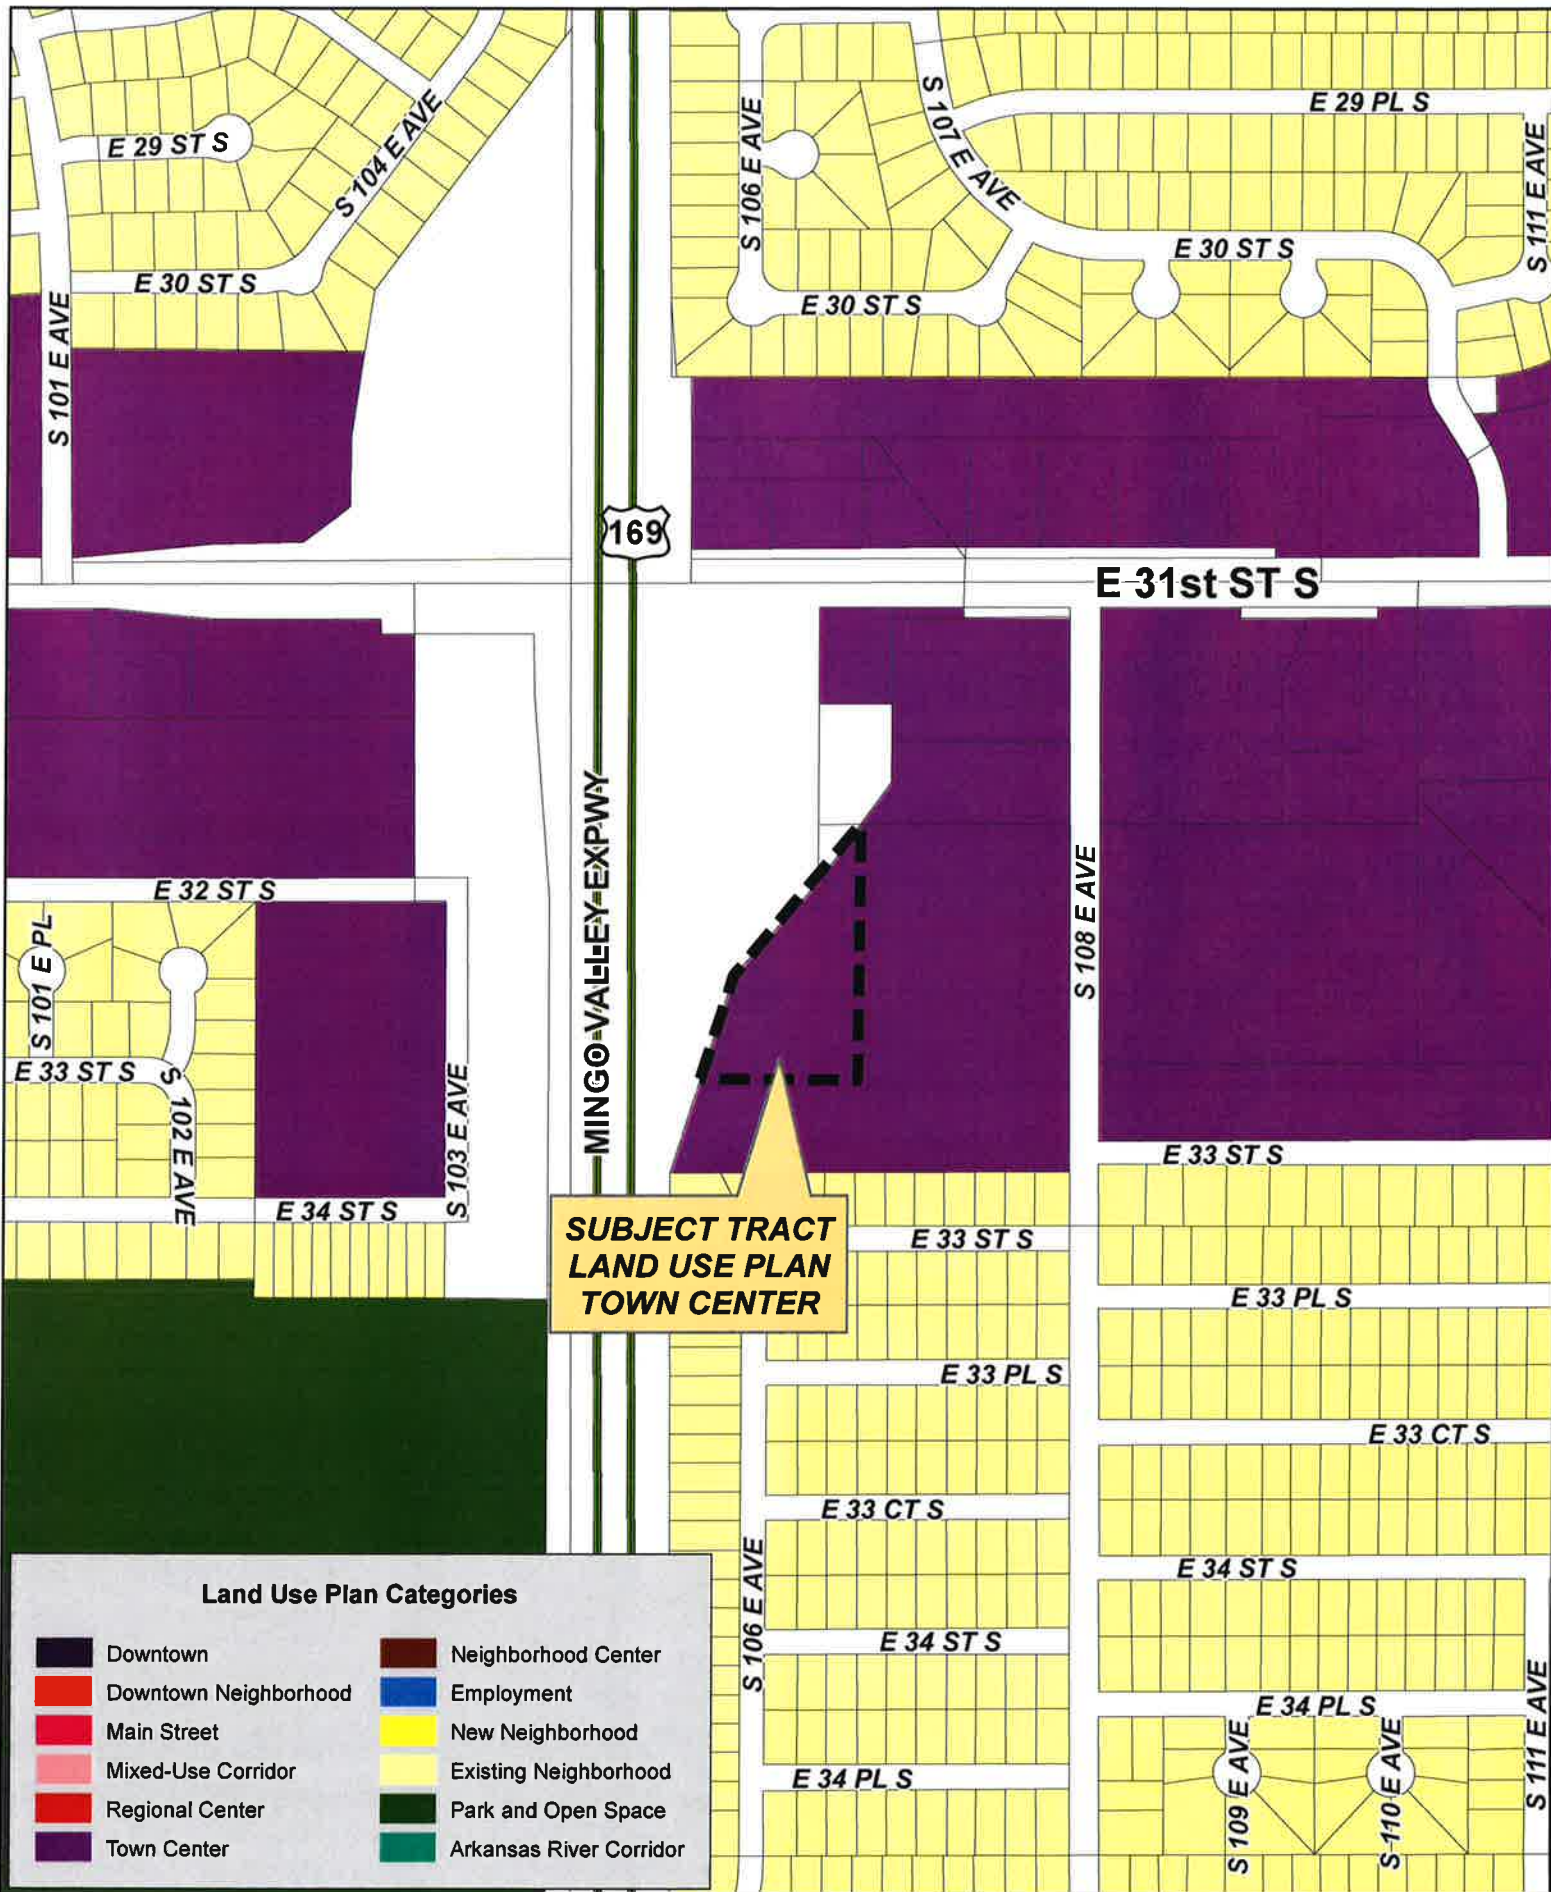 E 29 ST S
S 104 E AVE
E 30 ST S
S 101 E AVE
S 106 E AVE
S 107 E AVE
E 29 PL S
S 111 E AVE
E 30 ST S
E 30 ST S
169
E 31st ST S
MINGO VALLEY EXPWY
S 108 E AVE
E 32 ST S
S 101 E PL
E 33 ST S
S 102 E AVE
S 103 E AVE
E 34 ST S
SUBJECT TRACT
LAND USE PLAN
TOWN CENTER
E 33 ST S
E 33 ST S
E 33 PL S
E 33 PL S
E 33 CT S
E 33 CT S
S 106 E AVE
E 34 ST S
E 34 ST S
E 34 PL S
E 34 PL S
S 109 E AVE
S 110 E AVE
S 111 E AVE
Land Use Plan Categories
Downtown
Downtown Neighborhood
Main Street
Mixed-Use Corridor
Regional Center
Town Center
Neighborhood Center
Employment
New Neighborhood
Existing Neighborhood
Park and Open Space
Arkansas River Corridor